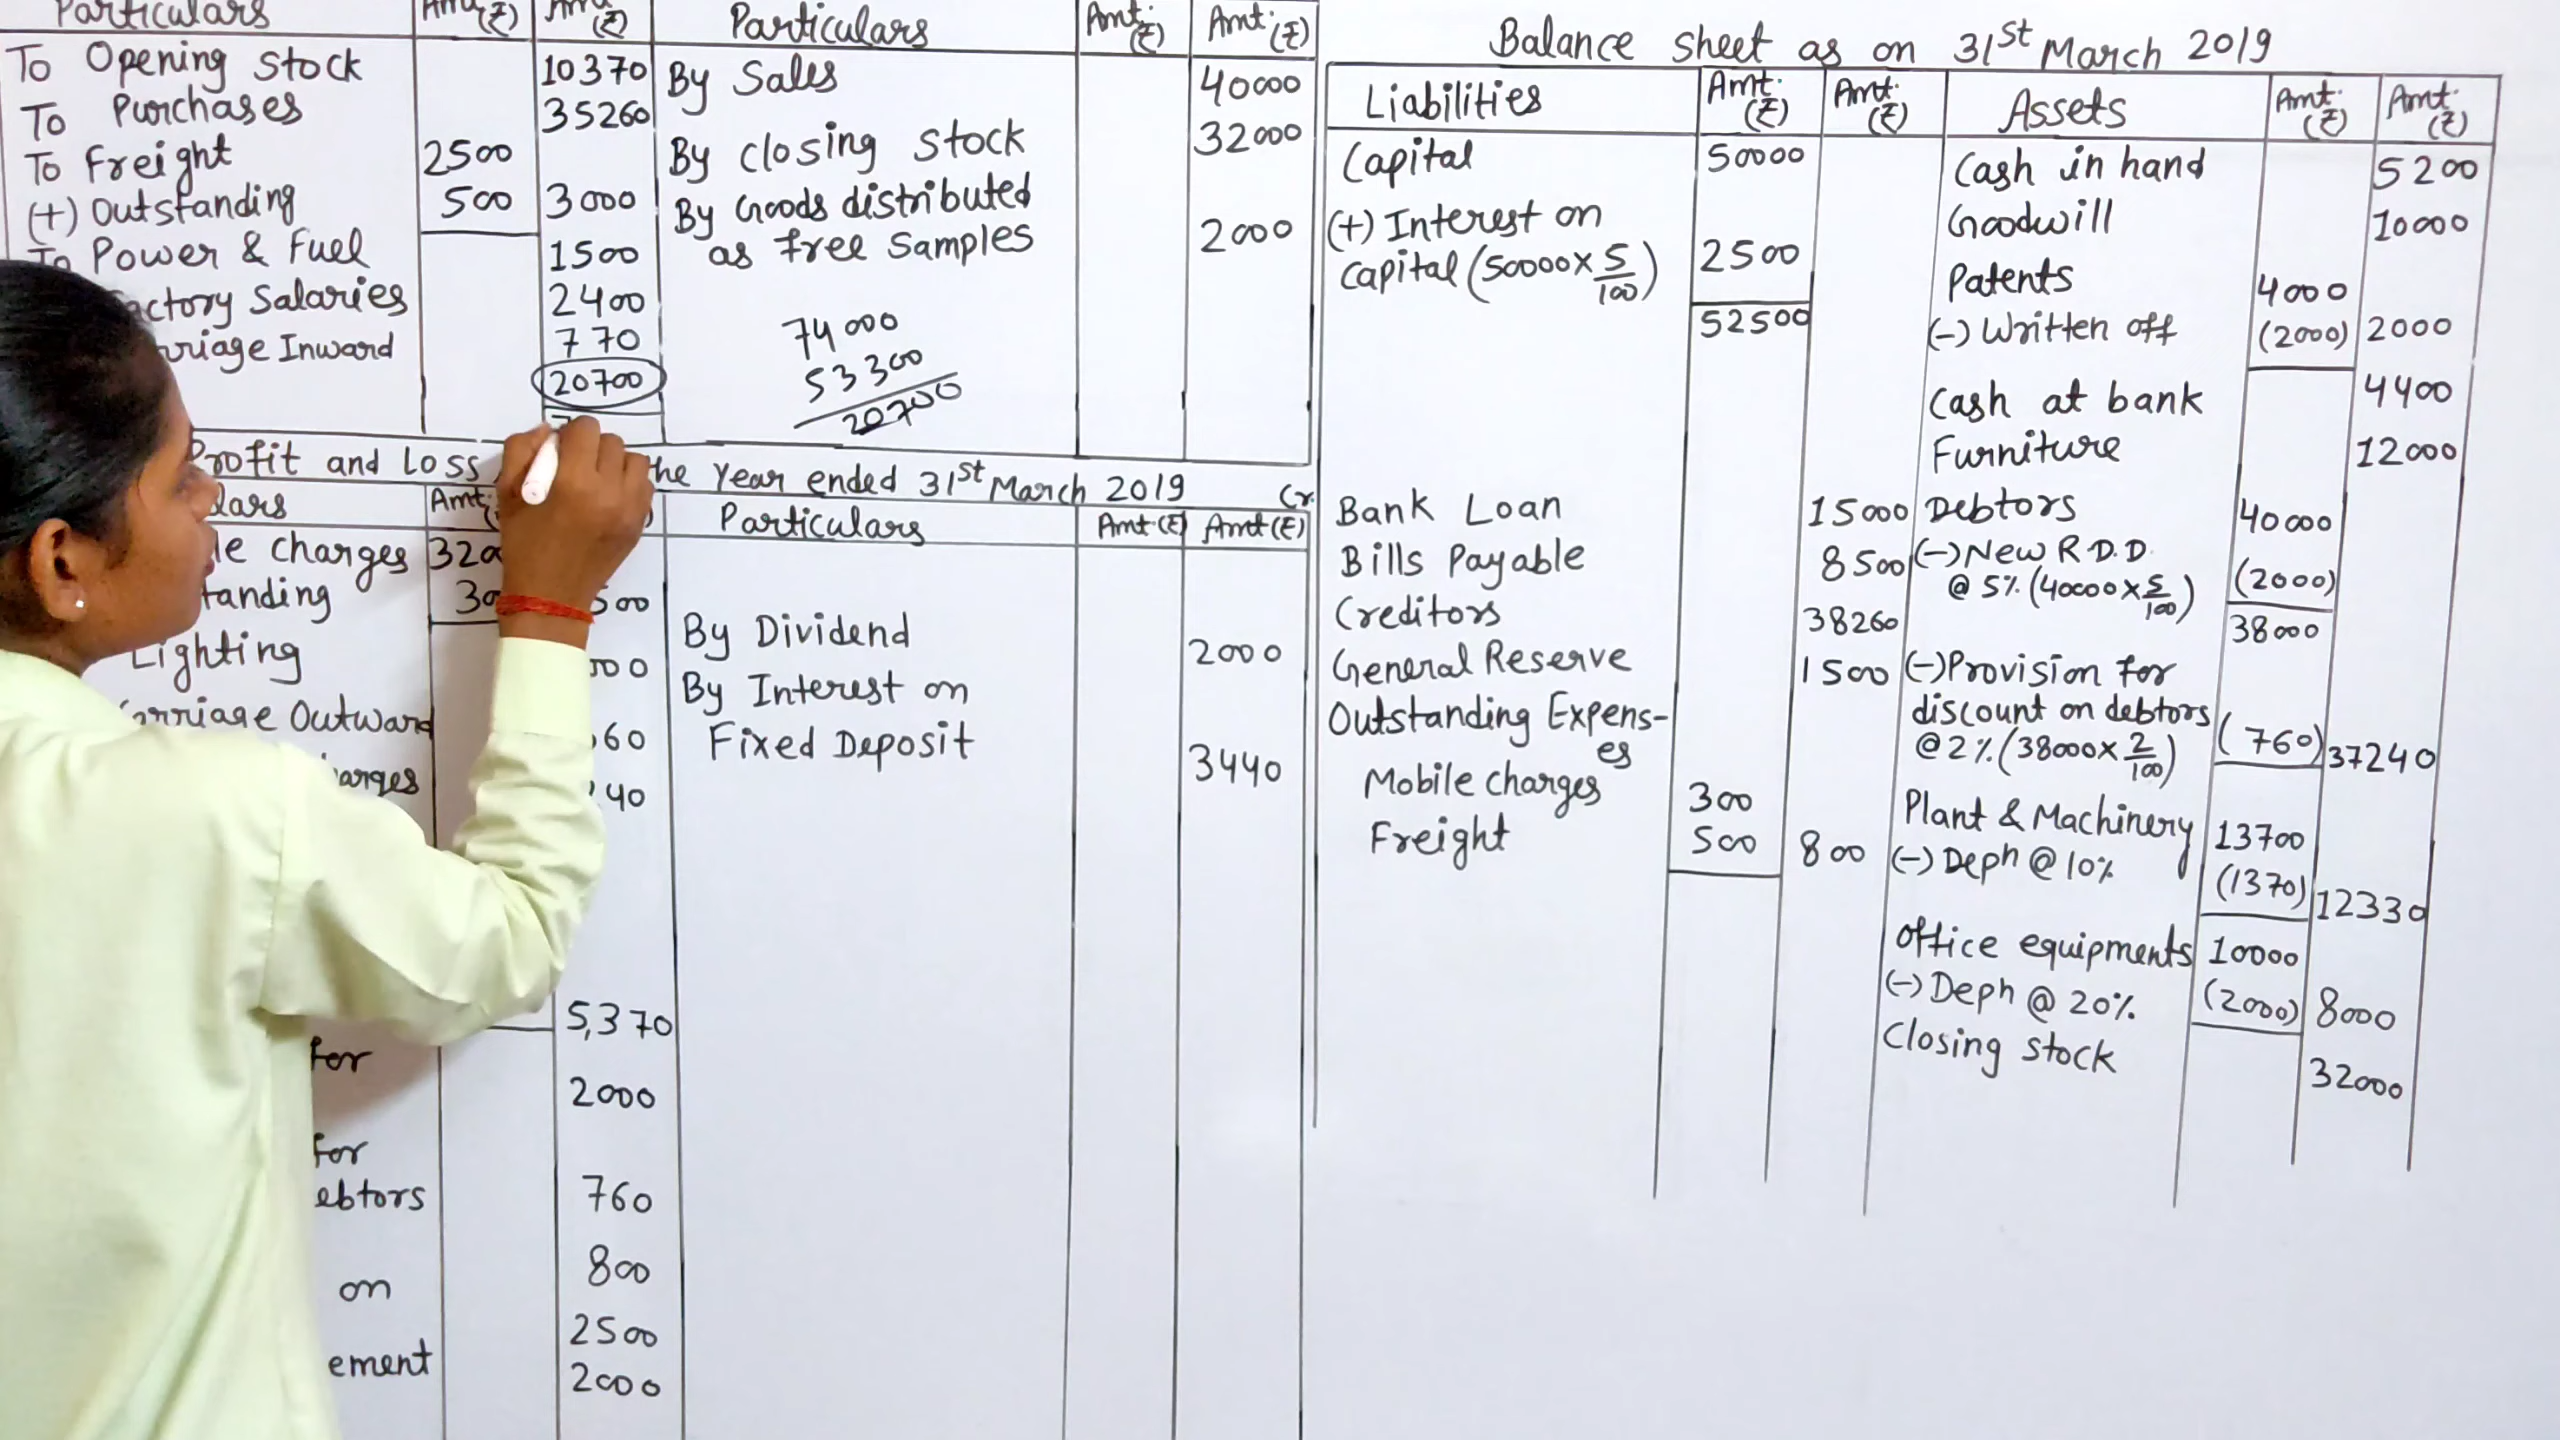 Particulars Amt.(₹) Amt.(₹) Particulars Amt.(₹) Amt.(₹)
To Opening stock 10370 By Sales 40000
To Purchases 35260
To Freight 2500 By closing stock 32000
(+) Outstanding 500 3000 By Goods distributed
To Power & Fuel 1500 as free samples 2000
Factory Salaries 2400
Inward 770
20700
74000
53300
20700
Profit and Loss the Year ended 31st March 2019 Cr.
Amt. Particulars Amt.(₹) Amt.(₹)
charges
By Dividend 2000
Lighting By Interest on
Carriage Outward Fixed Deposit 3440
5,370
for
2000
for
760
800
on
2500
2000
Balance Sheet as on 31st March 2019
Liabilities Amt.(₹) Amt.(₹) Assets Amt.(₹) Amt.(₹)
Capital 50000 Cash in hand 5200
(+) Interest on Goodwill 10000
capital (50000 × 5/100) 2500 Patents 4000
52500 (-) Written off (2000) 2000
Cash at bank 4400
Furniture 12000
Bank Loan 15000 Debtors 40000
Bills Payable 8500 (-) New R.D.D.
@ 5% (40000 × 5/100) (2000)
Creditors 38260 38000
General Reserve 1500 (-) Provision for
Outstanding Expens- discount on debtors
es @ 2% (38000 × 2/100) (760) 37240
Mobile charges 300 Plant & Machinery 13700
Freight 500 800 (-) Deph @ 10% (1370) 12330
Office equipments 10000
(-) Deph @ 20% (2000) 8000
Closing stock 32000